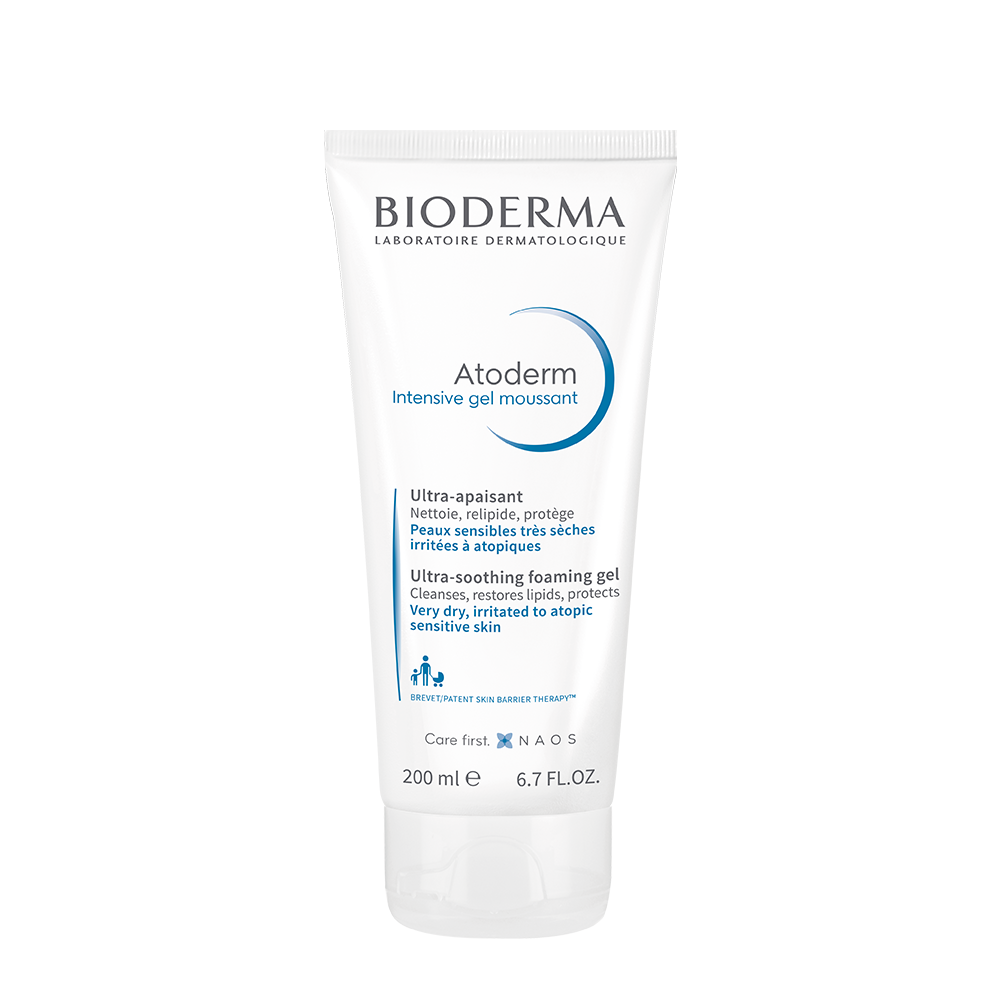 BIODERMA
LABORATOIRE DERMATOLOGIQUE
Atoderm
Intensive gel moussant
Ultra-apaisant
Nettoie, relipide, protège
Peaux sensibles très sèches
irritées à atopiques
Ultra-soothing foaming gel
Cleanses, restores lipids, protects
Very dry, irritated to atopic
sensitive skin
BREVET/PATENT SKIN BARRIER THERAPY™
Care first. NAOS
200 ml ℮ 6.7 FL.OZ.